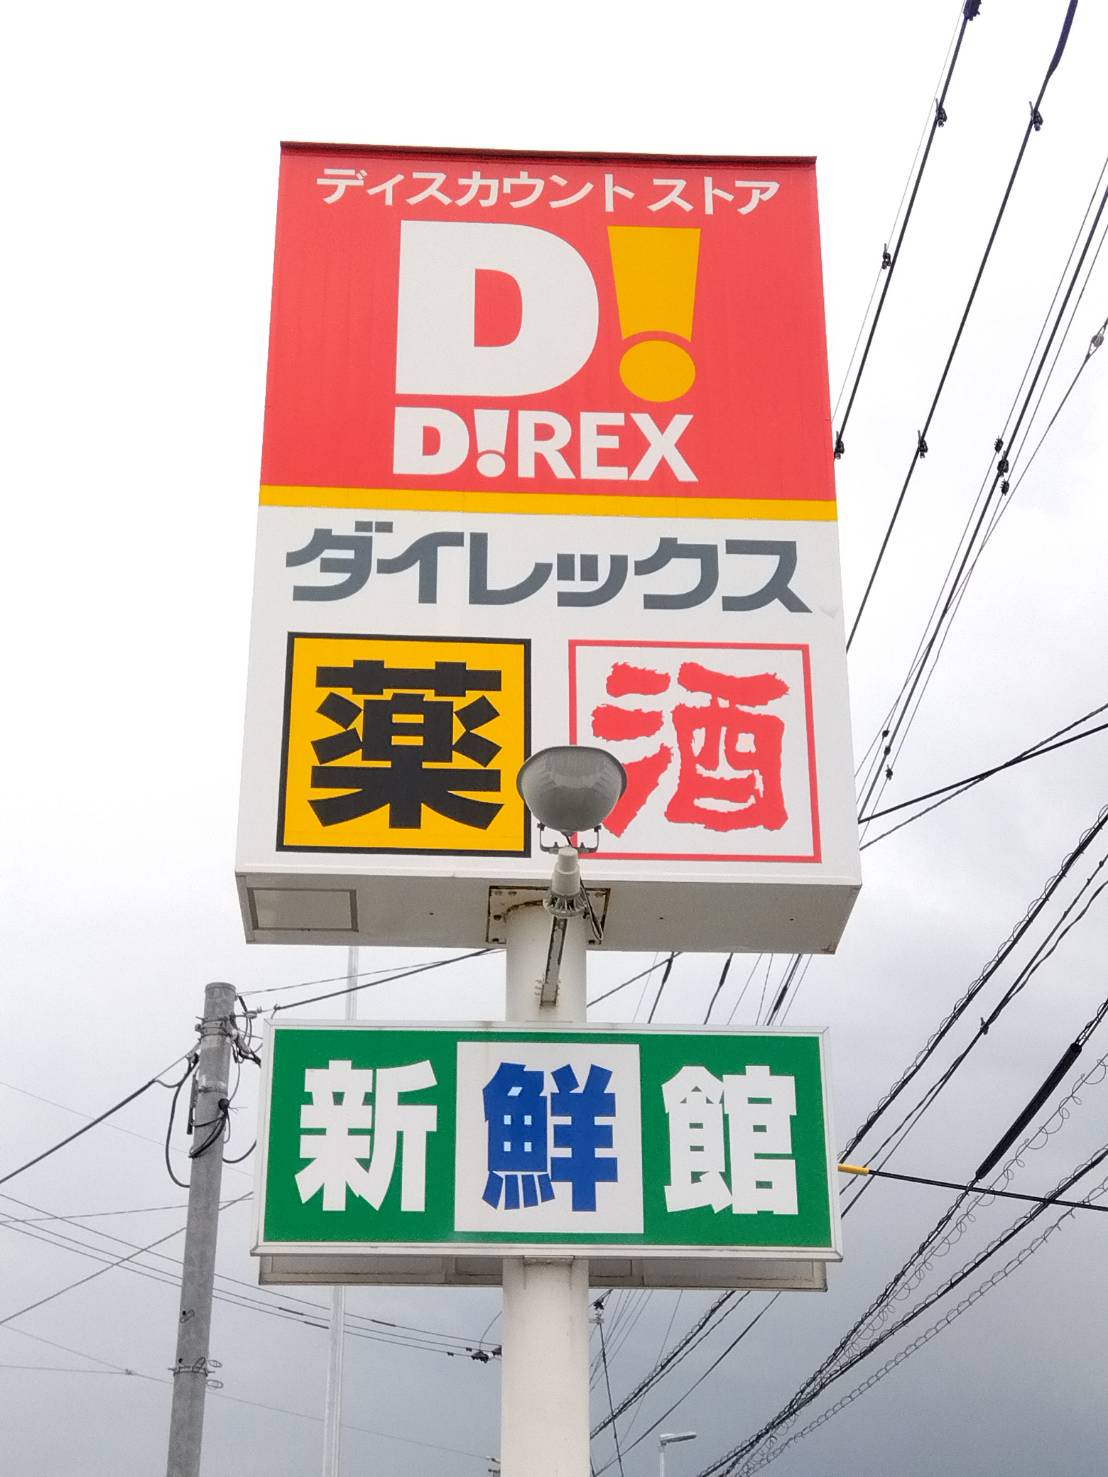 ディスカウント ストア
D!
D!REX
ダイレックス
薬 酒
新鮮館